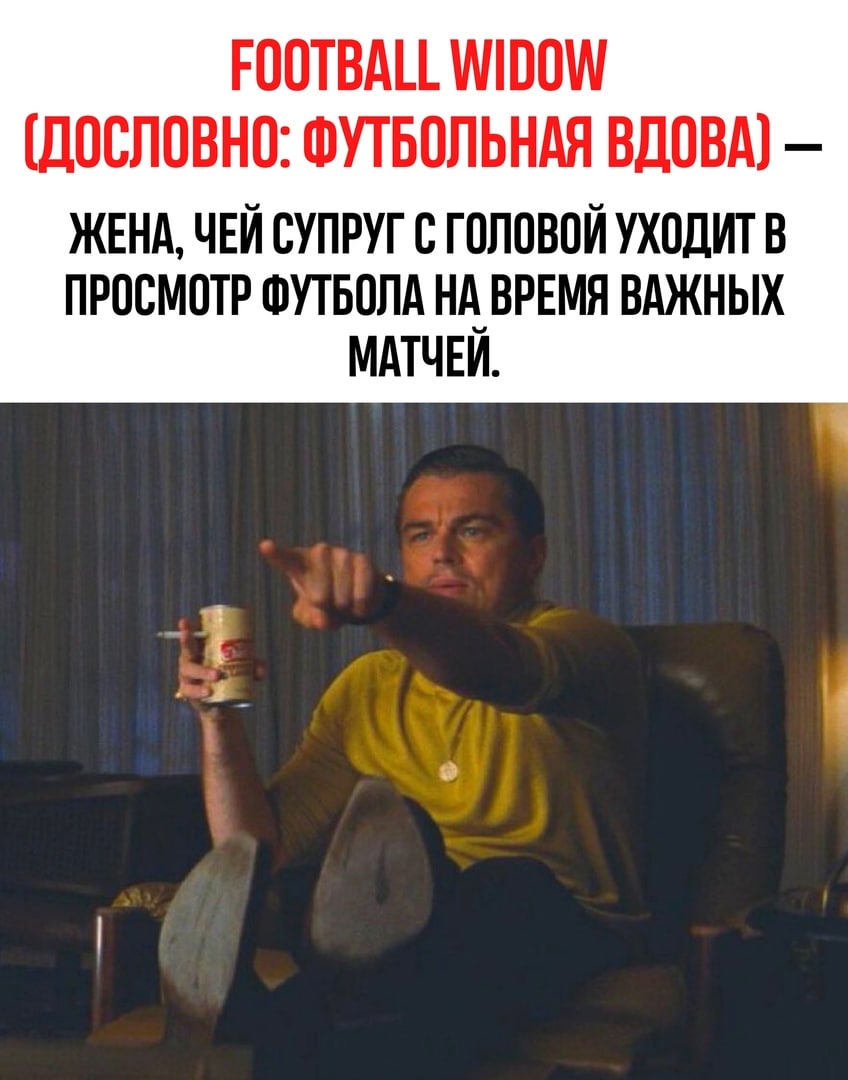 FOOTBALL WIDOW
(ДОСЛОВНО: ФУТБОЛЬНАЯ ВДОВА) –
ЖЕНА, ЧЕЙ СУПРУГ С ГОЛОВОЙ УХОДИТ В
ПРОСМОТР ФУТБОЛА НА ВРЕМЯ ВАЖНЫХ
МАТЧЕЙ.